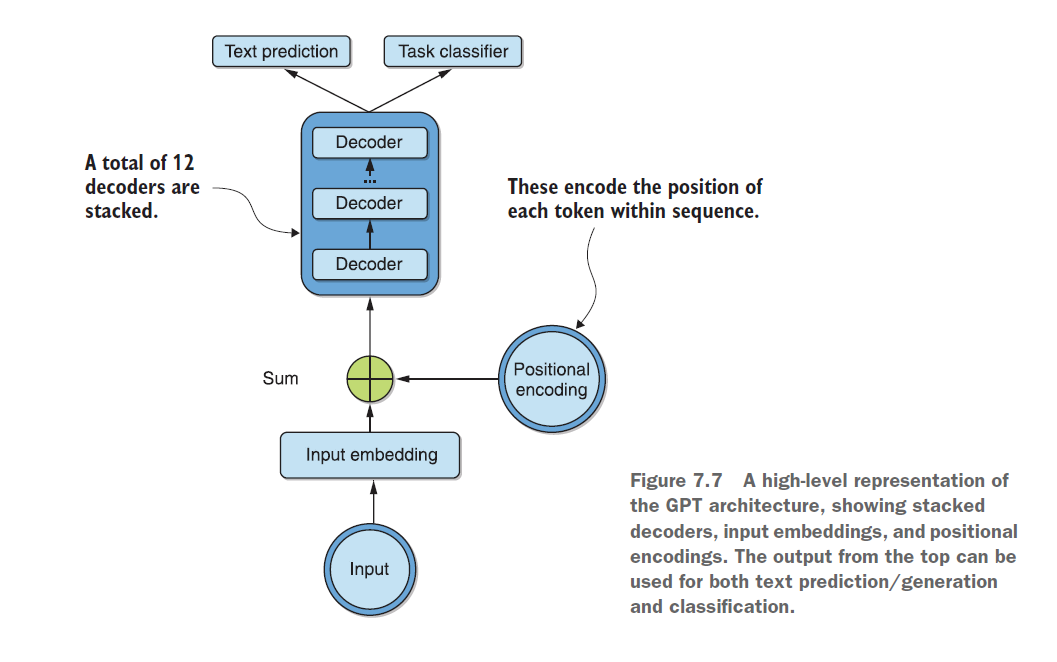 Text prediction
Task classifier
Decoder
...
Decoder
Decoder
A total of 12
decoders are
stacked.
These encode the position of
each token within sequence.
Sum
Positional
encoding
Input embedding
Input
Figure 7.7 A high-level representation of
the GPT architecture, showing stacked
decoders, input embeddings, and positional
encodings. The output from the top can be
used for both text prediction/generation
and classification.